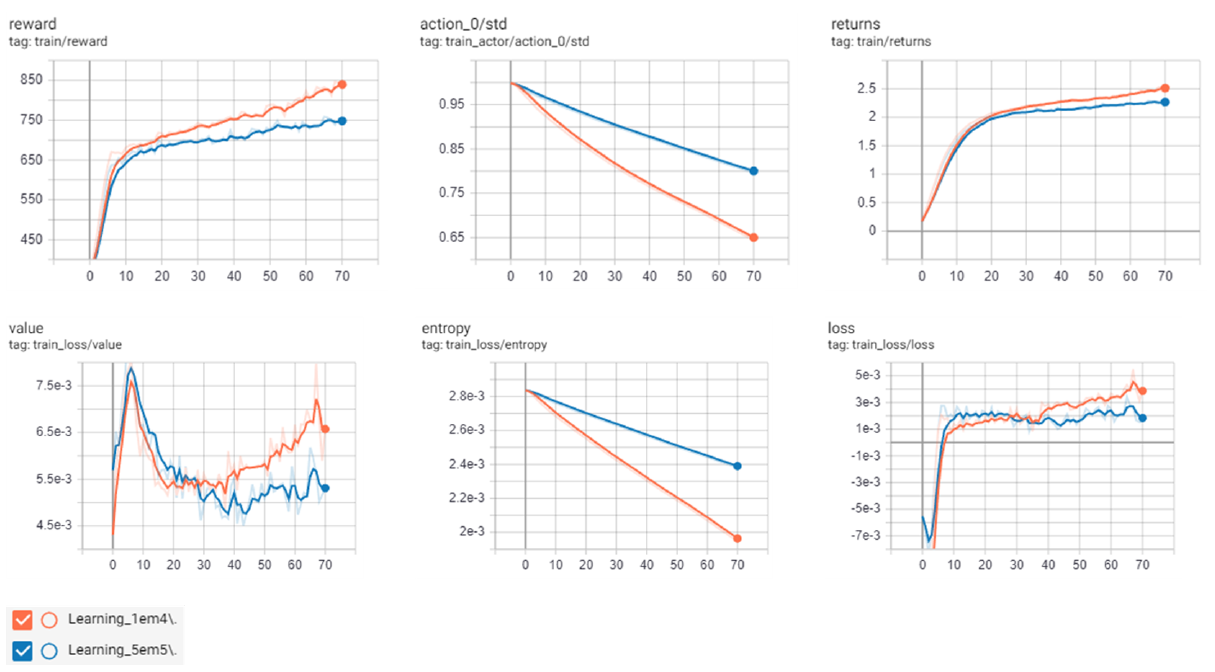 reward
tag: train/reward
850
750
650
550
450
0 10 20 30 40 50 60 70
action_0/std
tag: train_actor/action_0/std
0.95
0.85
0.75
0.65
0 10 20 30 40 50 60 70
returns
tag: train/returns
2.5
2
1.5
1
0.5
0
0 10 20 30 40 50 60 70
value
tag: train_loss/value
7.5e-3
6.5e-3
5.5e-3
4.5e-3
0 10 20 30 40 50 60 70
entropy
tag: train_loss/entropy
2.8e-3
2.6e-3
2.4e-3
2.2e-3
2e-3
0 10 20 30 40 50 60 70
loss
tag: train_loss/loss
5e-3
3e-3
1e-3
-1e-3
-3e-3
-5e-3
-7e-3
0 10 20 30 40 50 60 70
Learning_1em4\.
Learning_5em5\.